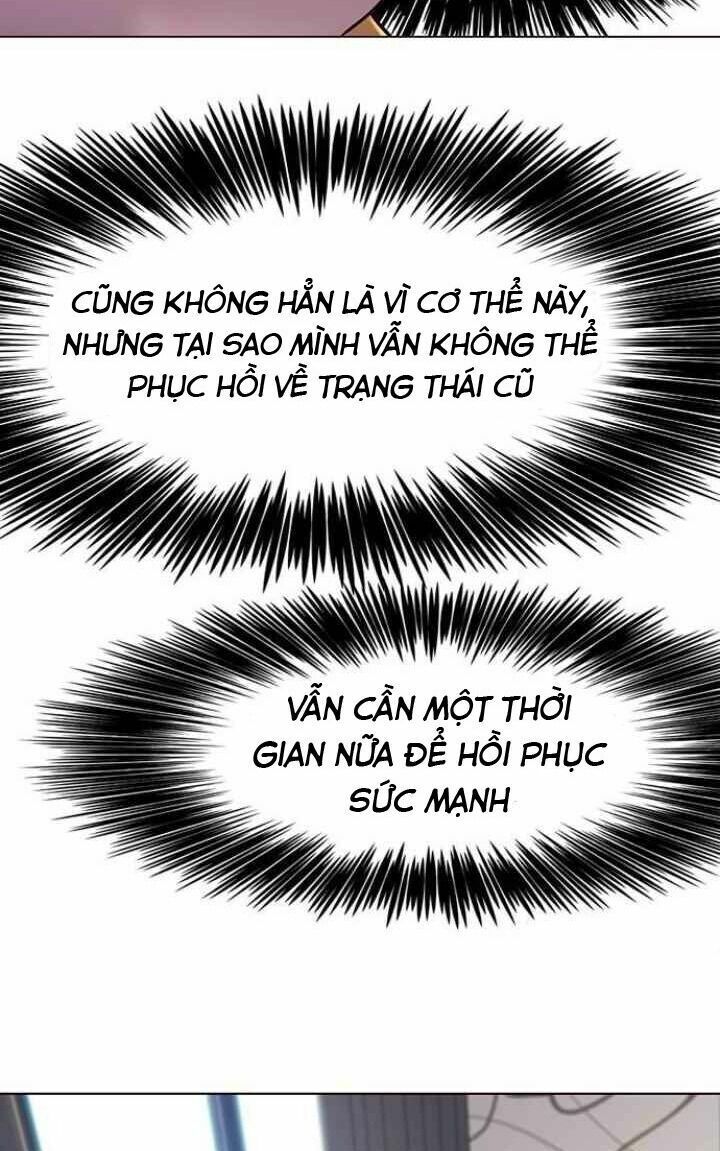 CŨNG KHÔNG HẲN LÀ VÌ CƠ THỂ NÀY,
NHƯNG TẠI SAO MÌNH VẪN KHÔNG THỂ
PHỤC HỒI VỀ TRẠNG THÁI CŨ
VẪN CẦN MỘT THỜI
GIAN NỮA ĐỂ HỒI PHỤC
SỨC MẠNH